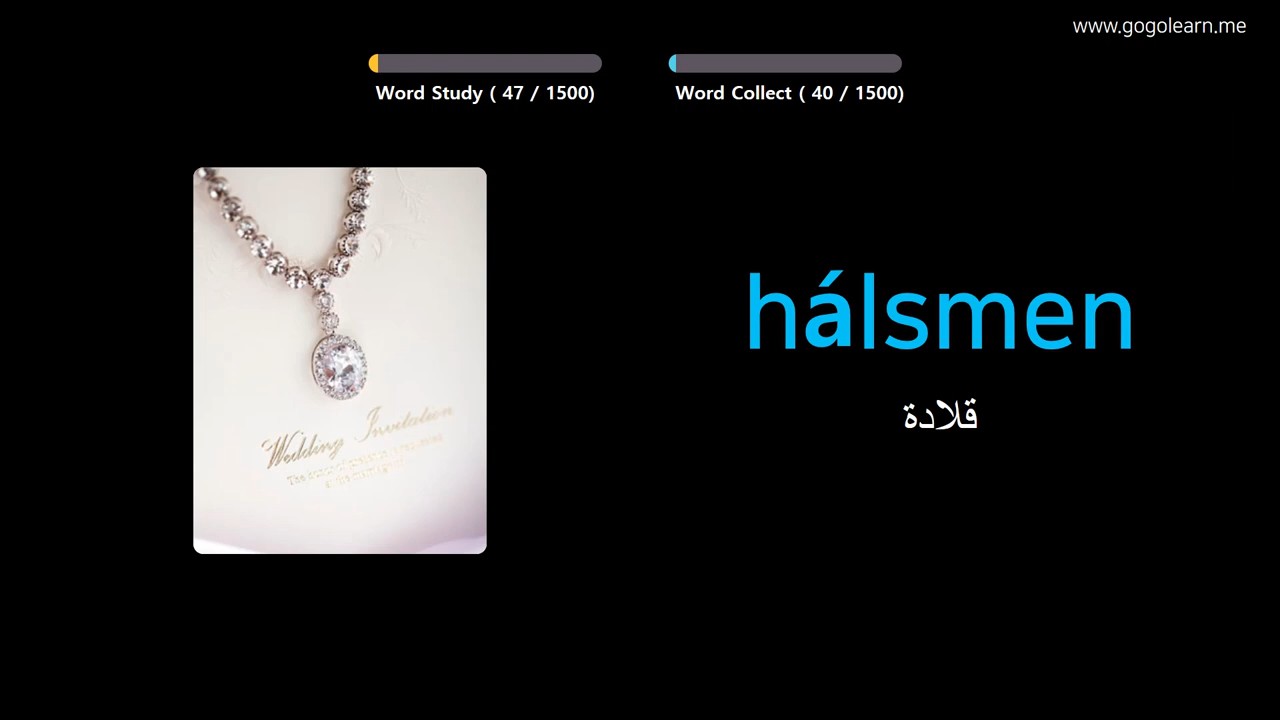 www.gogolearn.me
Word Study ( 47 / 1500)
Word Collect ( 40 / 1500)
hálsmen
قلادة
Wedding Invitation